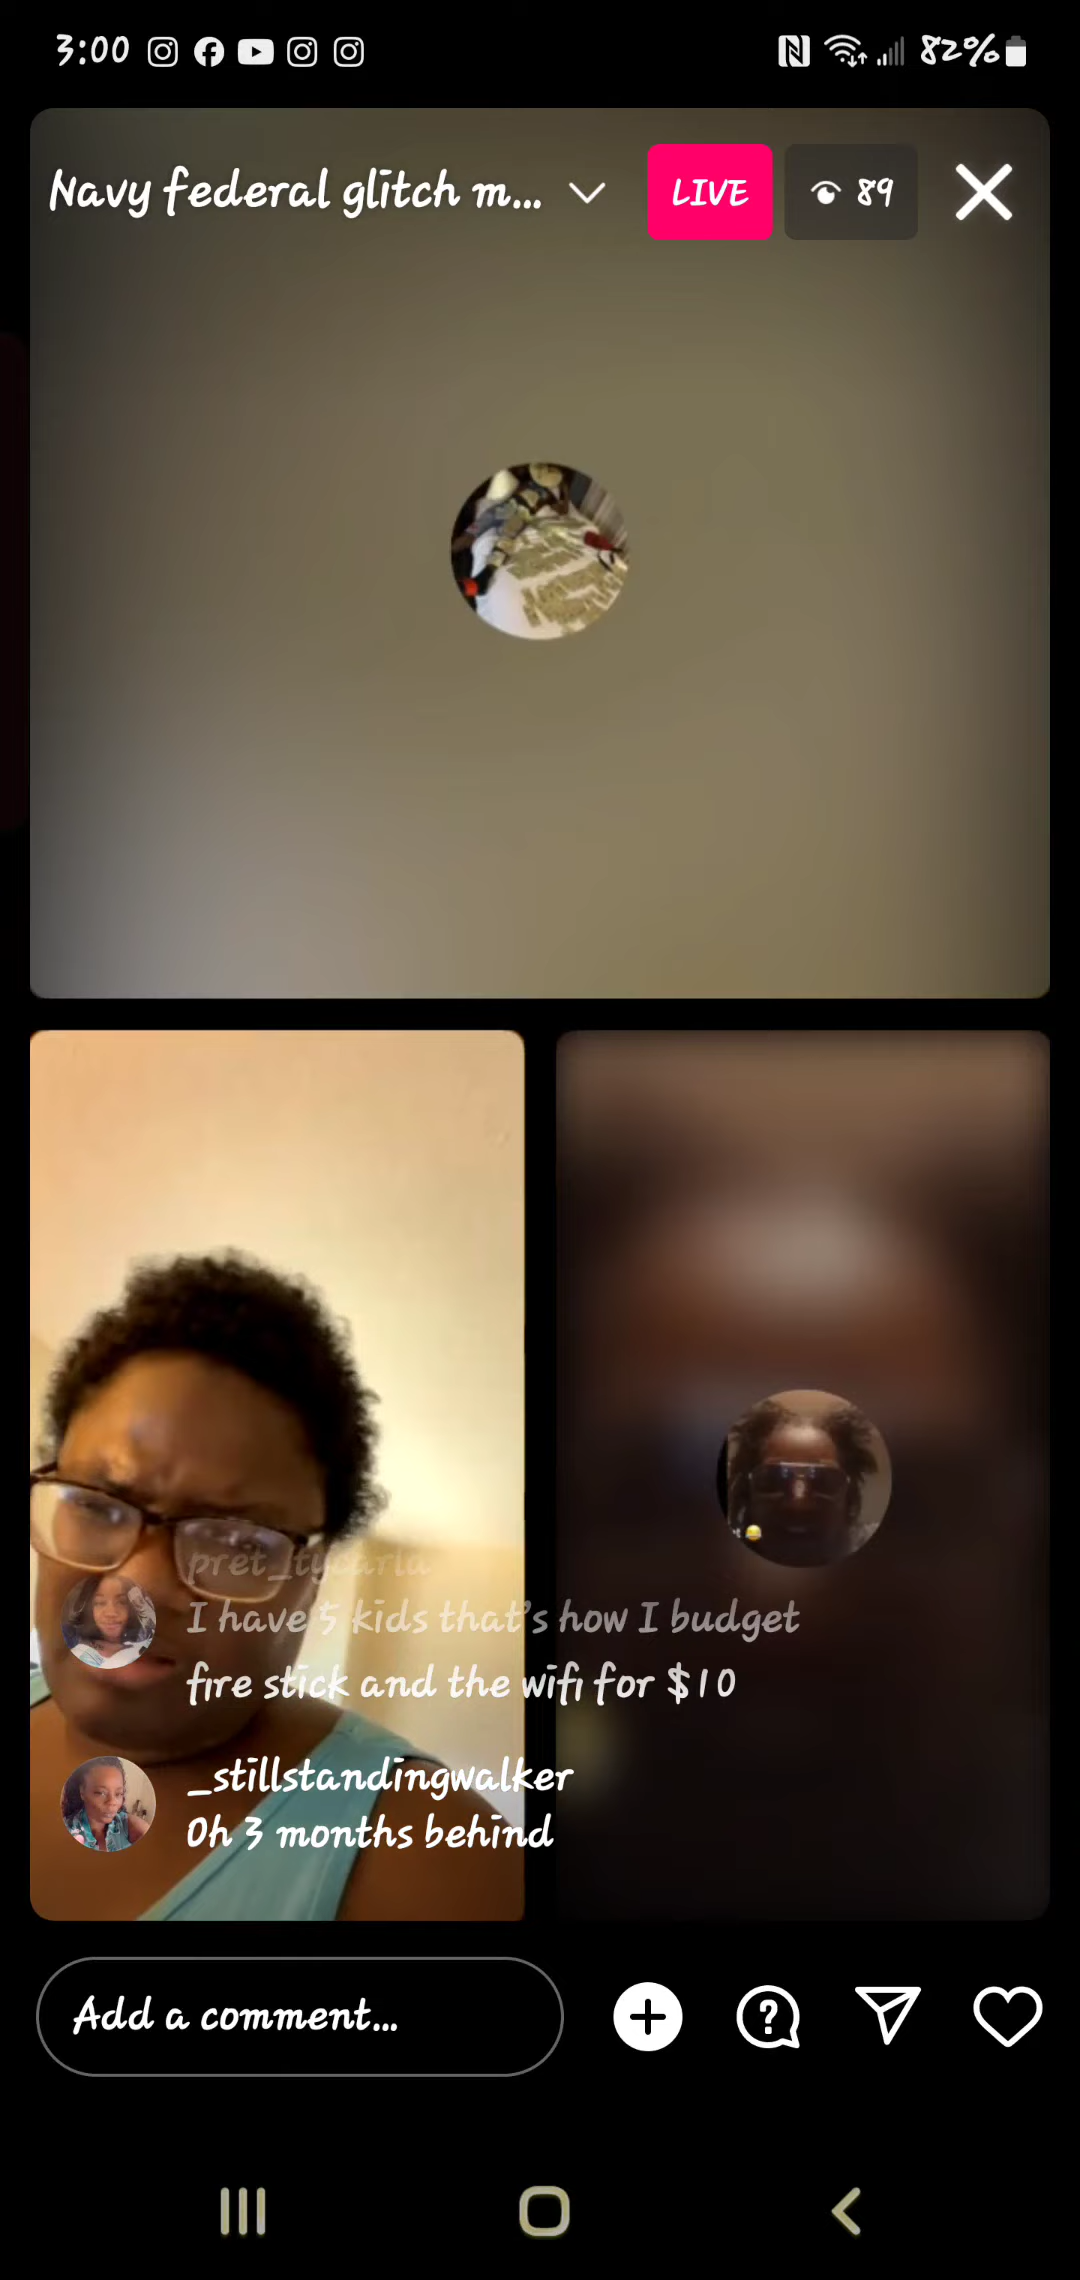 3:00
82%
Navy federal glitch m...
LIVE
89
pret_tycarla
I have 5 kids that's how I budget
fire stick and the wifi for $10
_stillstandingwalker
Oh 3 months behind
Add a comment...